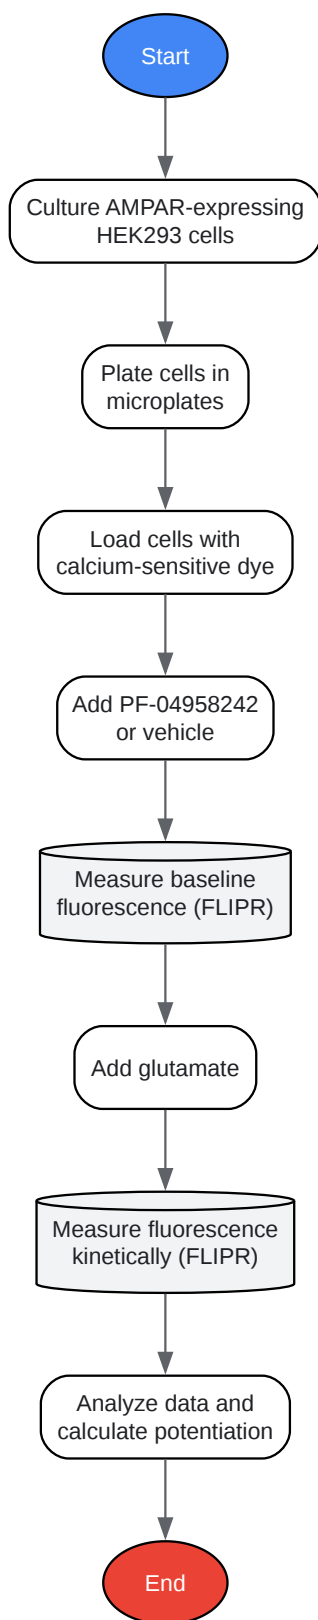 Start
Culture AMPAR-expressing
HEK293 cells
Plate cells in
microplates
Load cells with
calcium-sensitive dye
Add PF-04958242
or vehicle
Measure baseline
fluorescence (FLIPR)
Add glutamate
Measure fluorescence
kinetically (FLIPR)
Analyze data and
calculate potentiation
End